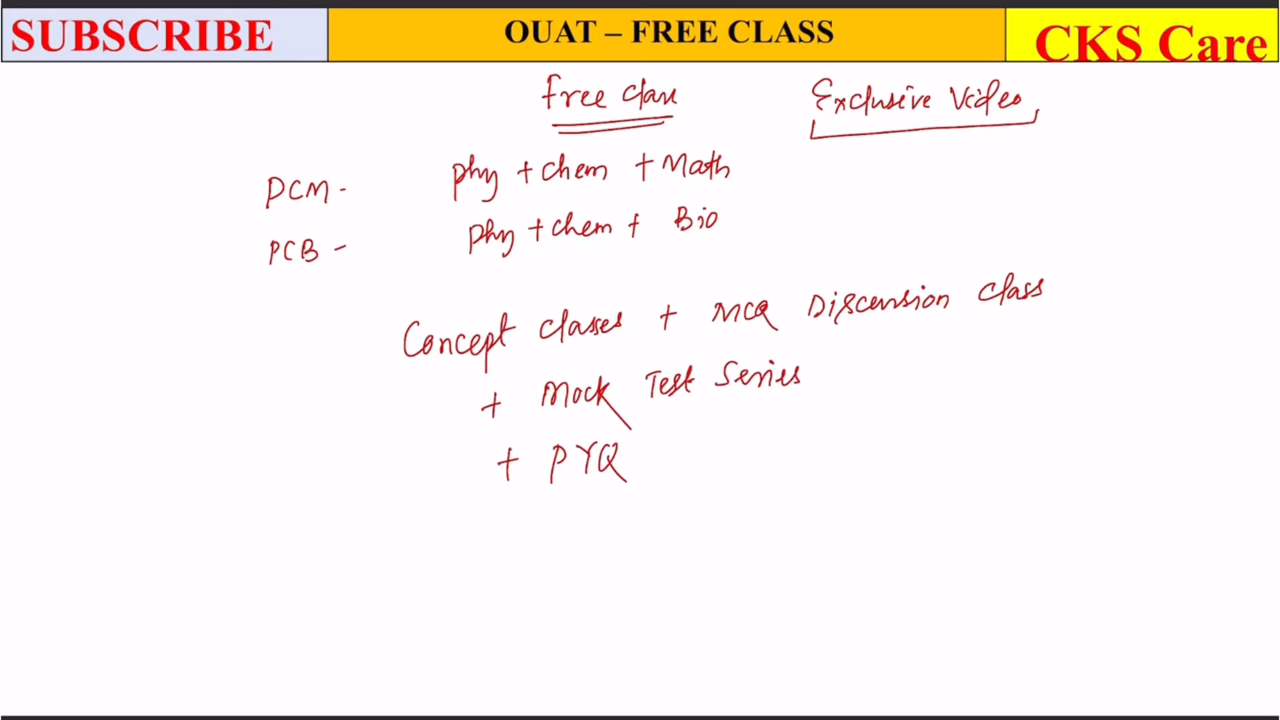 SUBSCRIBE OUAT – FREE CLASS CKS Care
Free Class Exclusive Video
PCM - Phy + Chem + Math
PCB - Phy + Chem + Bio
Concept Classes + MCQ Discussion Class
+ Mock Test Series
+ PYQ